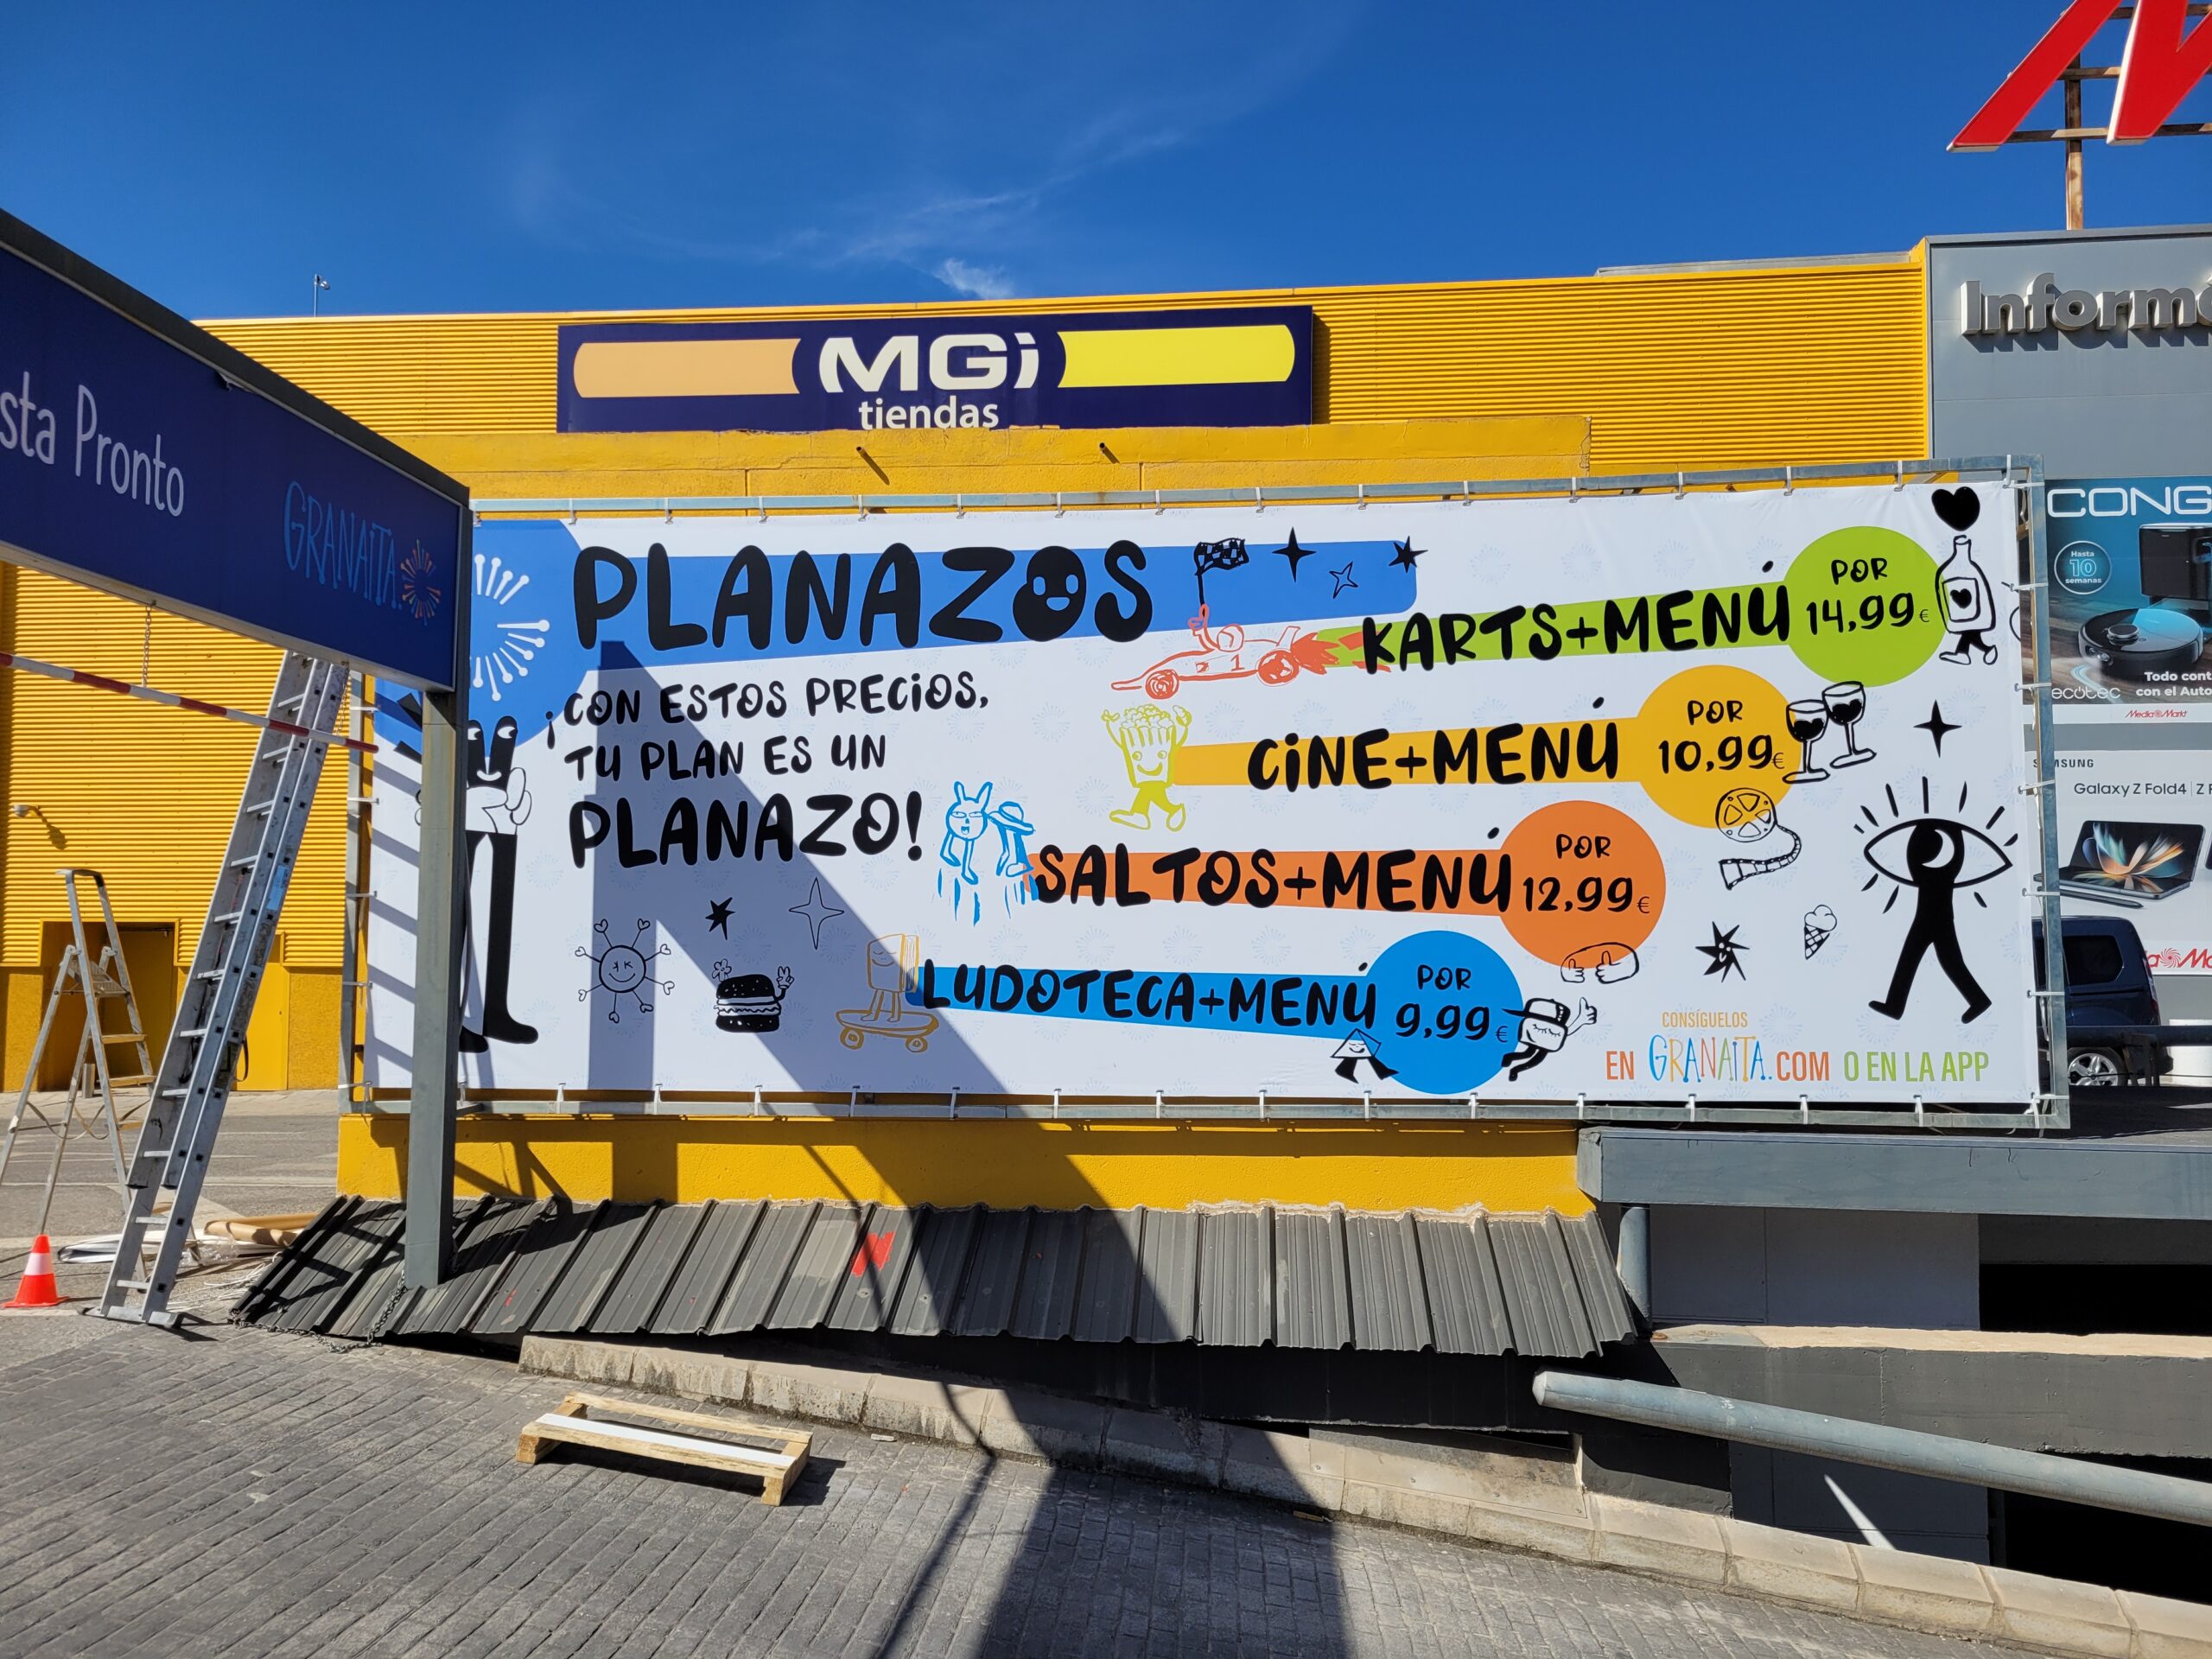 MGi
tiendas
sta Pronto
GRANAITA.
PLANAZOS
¡CON ESTOS PRECIOS,
TU PLAN ES UN
PLANAZO!
KARTS+MENÚ
POR
14,99€
1
CINE+MENÚ
POR
10,99€
SALTOS+MENÚ
POR
12,99€
LUDOTECA+MENÚ
POR
9,99€
CONSÍGUELOS
EN GRANAITA.COM O EN LA APP
Informá
CONG
Hasta
10
semanas
ecotec
Todo cont
con el Auto
MediaMarkt
SAMSUNG
Galaxy Z Fold4 | Z F